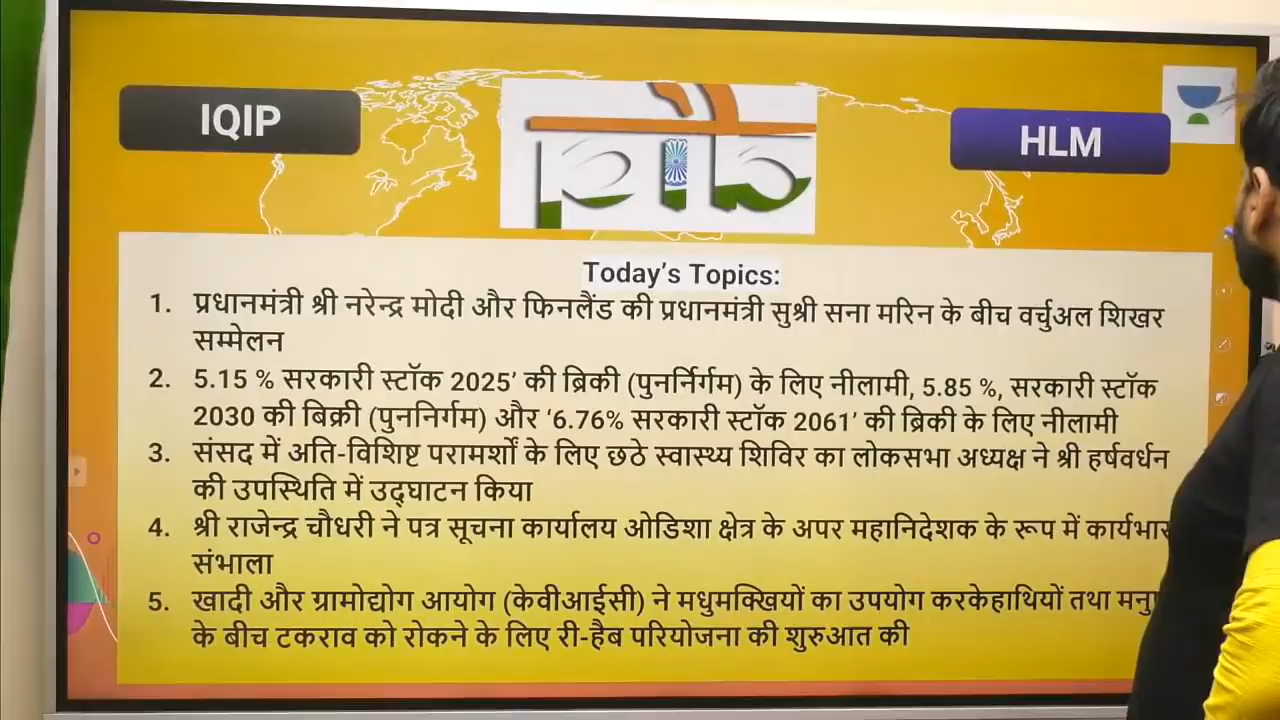 IQIP
pib
HLM
Today's Topics:
1. प्रधानमंत्री श्री नरेन्द्र मोदी और फिनलैंड की प्रधानमंत्री सुश्री सना मरिन के बीच वर्चुअल शिखर
सम्मेलन
2. 5.15 % सरकारी स्टॉक 2025' की ब्रिकी (पुनर्निर्गम) के लिए नीलामी, 5.85 %, सरकारी स्टॉक
2030 की बिक्री (पुननिर्गम) और '6.76% सरकारी स्टॉक 2061' की ब्रिकी के लिए नीलामी
3. संसद में अति-विशिष्ट परामर्शों के लिए छठे स्वास्थ्य शिविर का लोकसभा अध्यक्ष ने श्री हर्षवर्धन
की उपस्थिति में उद्घाटन किया
4. श्री राजेन्द्र चौधरी ने पत्र सूचना कार्यालय ओडिशा क्षेत्र के अपर महानिदेशक के रूप में कार्यभार
संभाला
5. खादी और ग्रामोद्योग आयोग (केवीआईसी) ने मधुमक्खियों का उपयोग करकेहाथियों तथा
के बीच टकराव को रोकने के लिए री-हैब परियोजना की शुरुआत की